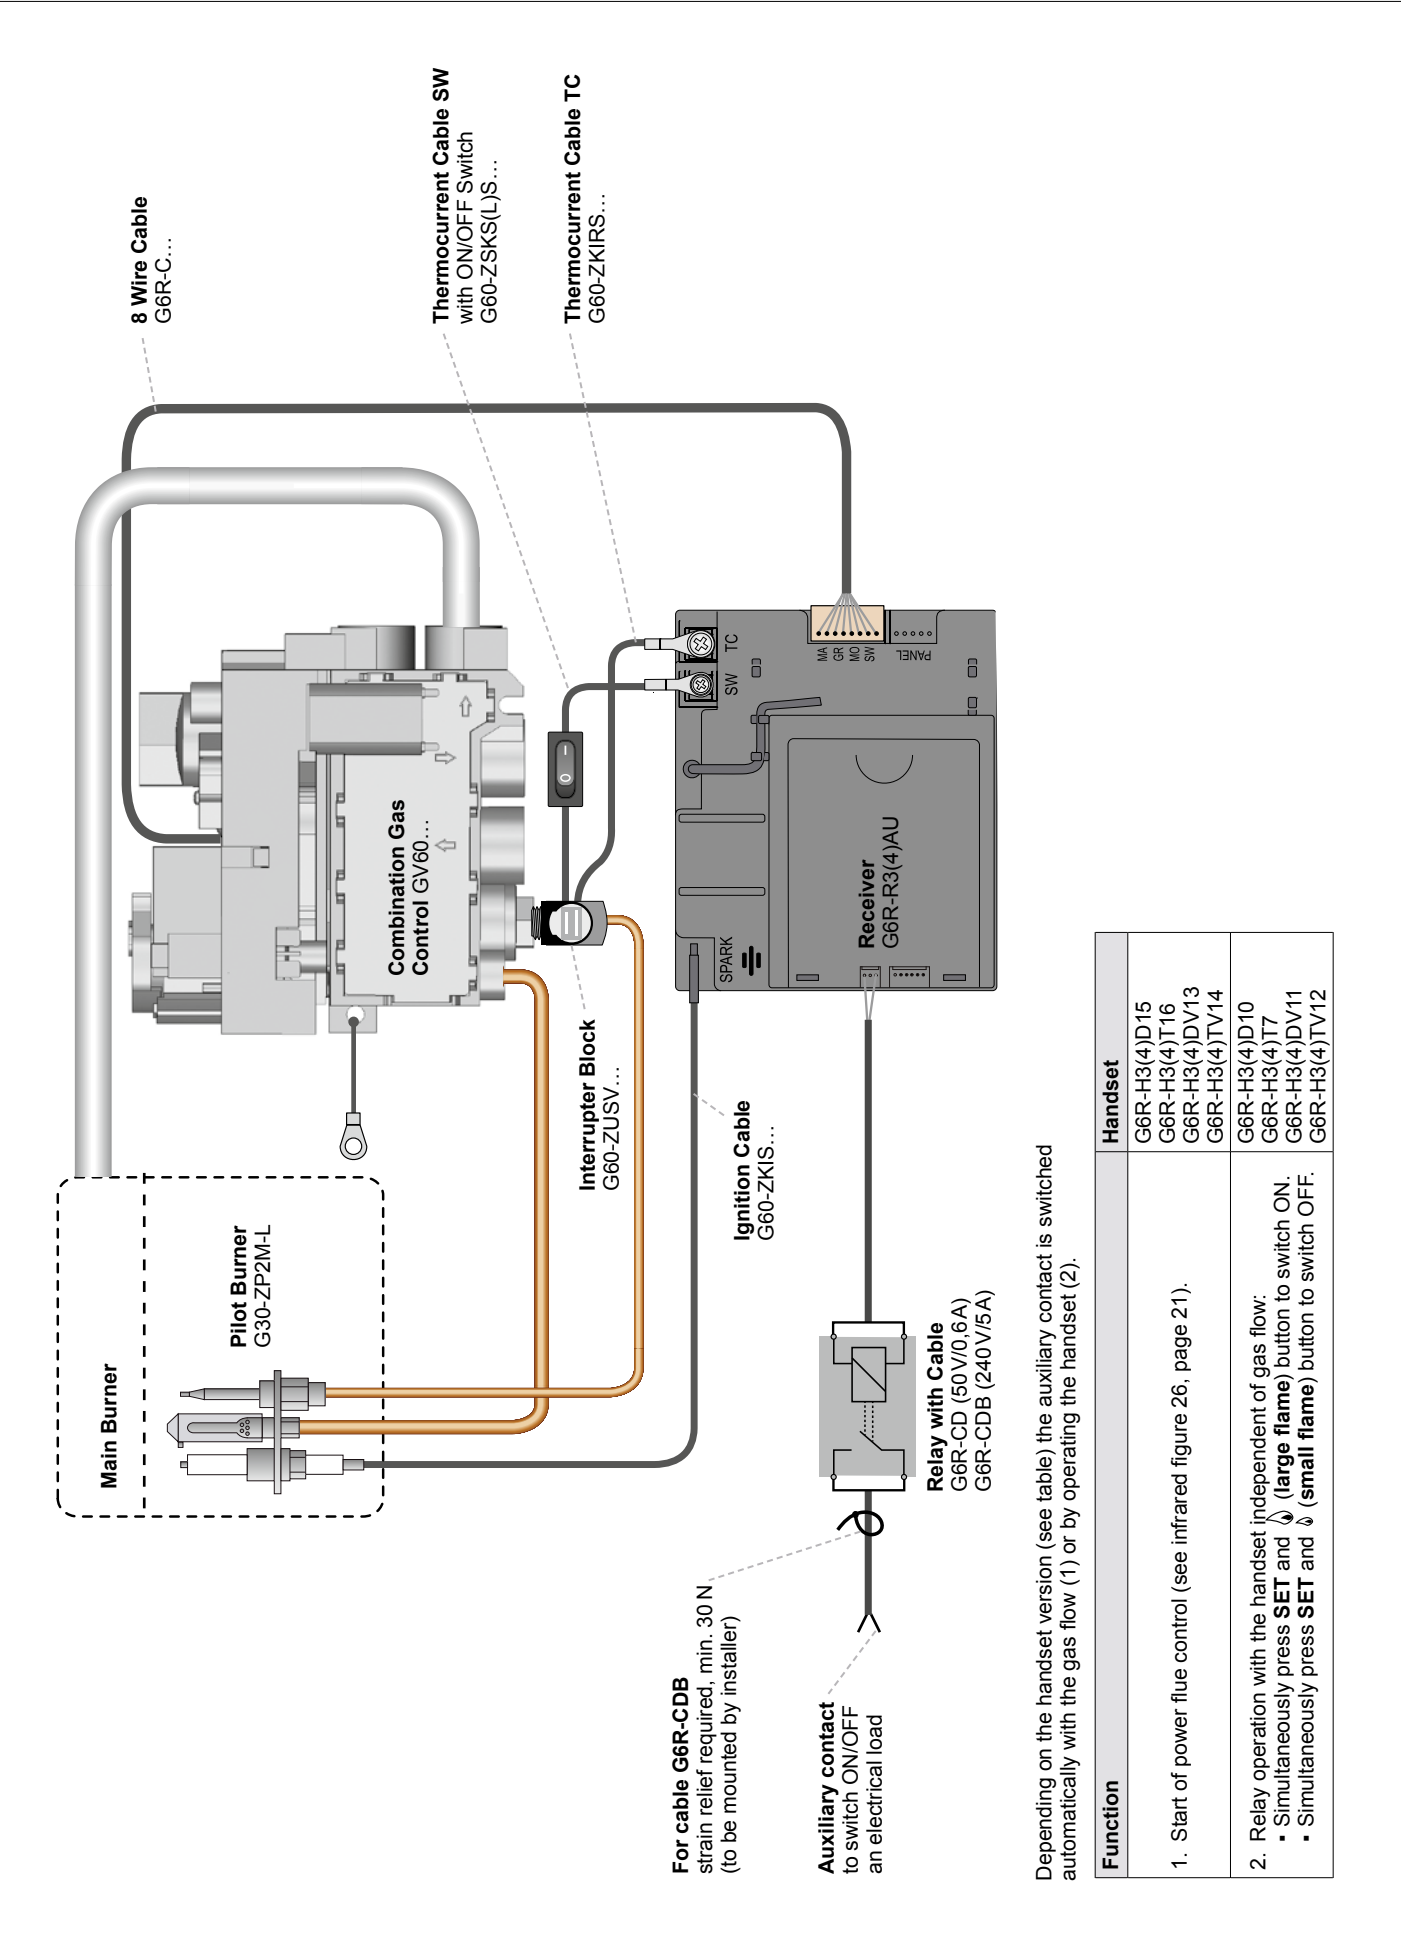 8 Wire Cable
G6R-C…
Thermocurrent Cable SW
with ON/OFF Switch
G60-ZSKS(L)S…
Thermocurrent Cable TC
G60-ZKIRS…
Main Burner
Pilot Burner
G30-ZP2M-L
Combination Gas
Control GV60…
Interrupter Block
G60-ZUSV…
0 I
Ignition Cable
G60-ZKIS…
SPARK
SW
TC
MA
GR
MO
SW
PANEL
Receiver
G6R-R3(4)AU
For cable G6R-CDB
strain relief required, min. 30 N
(to be mounted by installer)
Auxiliary contact
to switch ON/OFF
an electrical load
Relay with Cable
G6R-CD (50 V/0,6 A)
G6R-CDB (240 V/5 A)
Depending on the handset version (see table) the auxiliary contact is switched
automatically with the gas flow (1) or by operating the handset (2).
Function Handset
1. Start of power flue control (see infrared figure 26, page 21).
G6R-H3(4)D15
G6R-H3(4)T16
G6R-H3(4)DV13
G6R-H3(4)TV14
2. Relay operation with the handset independent of gas flow:
▪ Simultaneously press SET and (large flame) button to switch ON.
▪ Simultaneously press SET and (small flame) button to switch OFF.
G6R-H3(4)D10
G6R-H3(4)T7
G6R-H3(4)DV11
G6R-H3(4)TV12